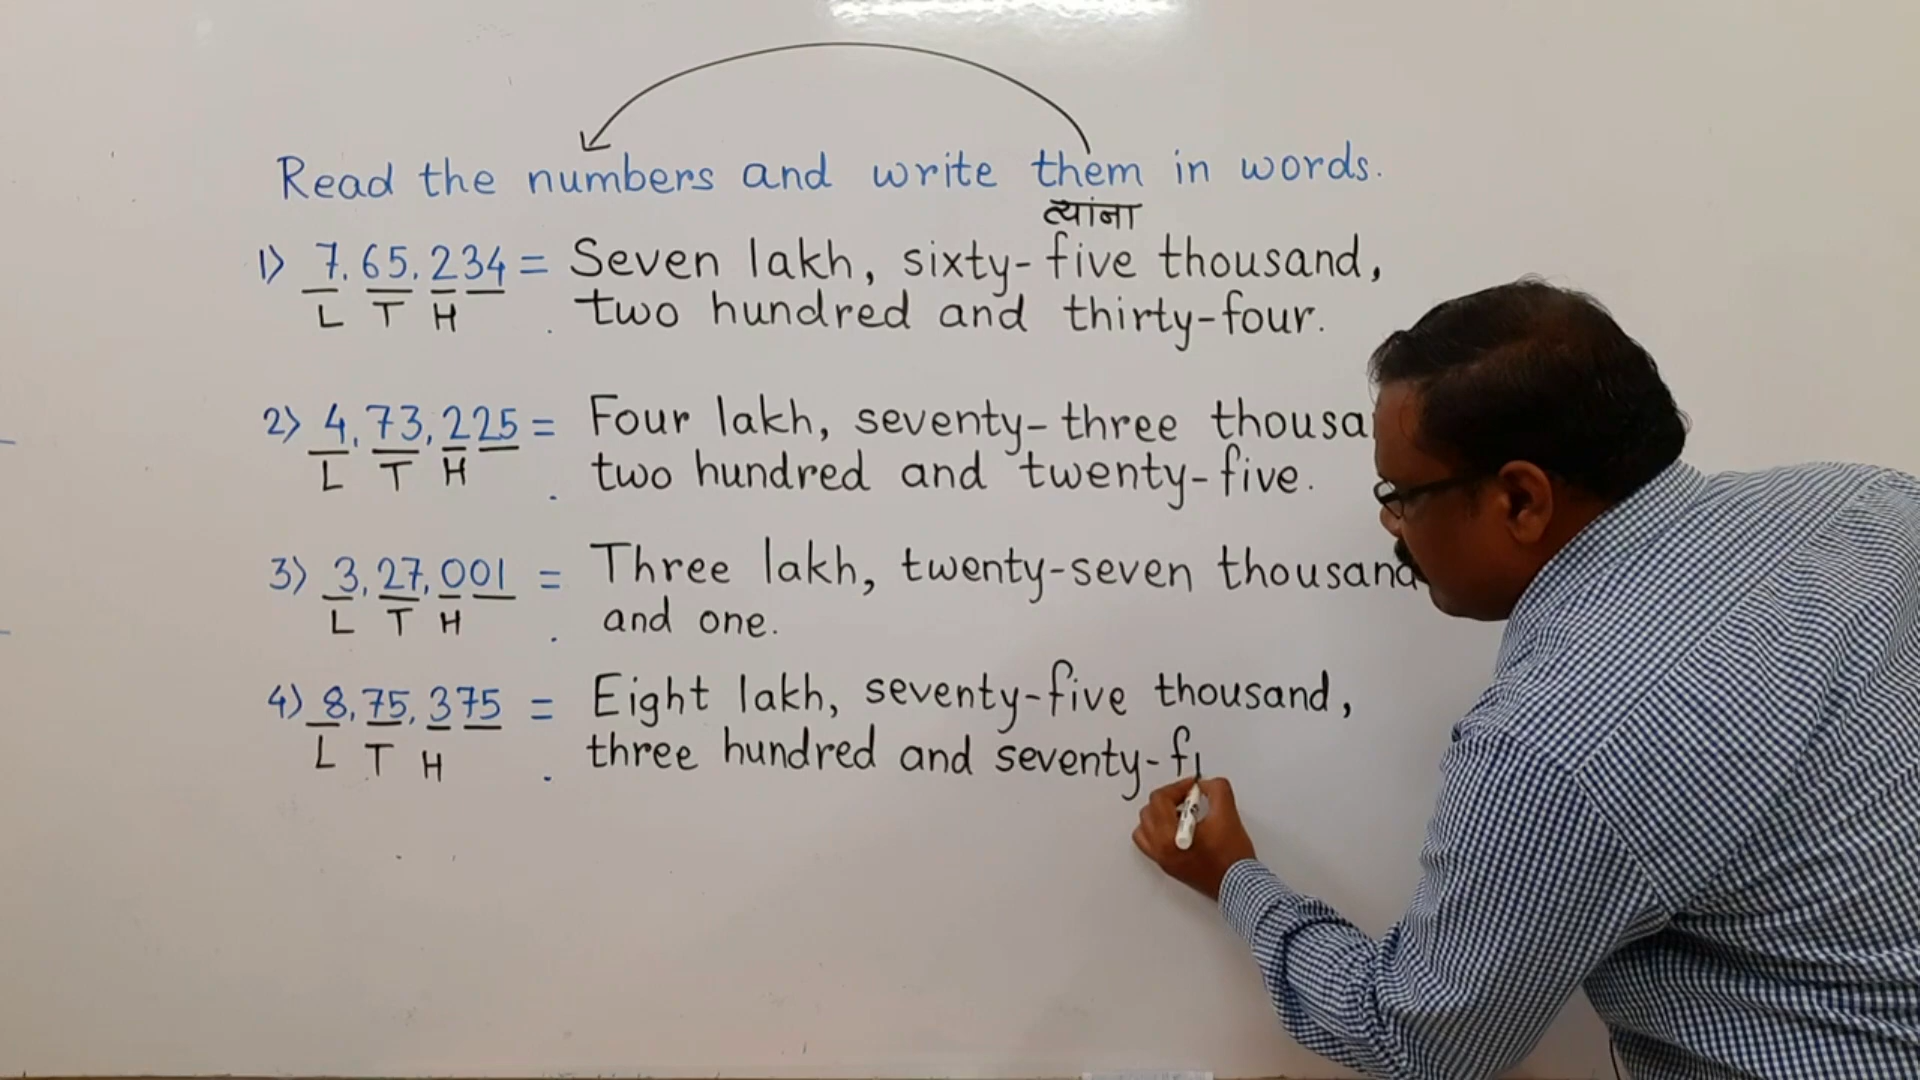 Read the numbers and write them in words.
त्यांना
1) 7,65,234 = Seven lakh, sixty-five thousand,
L T H . two hundred and thirty-four.
2) 4,73,225 = Four lakh, seventy-three thousa
L T H . two hundred and twenty-five.
3) 3,27,001 = Three lakh, twenty-seven thousand
L T H . and one.
4) 8,75,375 = Eight lakh, seventy-five thousand,
L T H . three hundred and seventy-fi